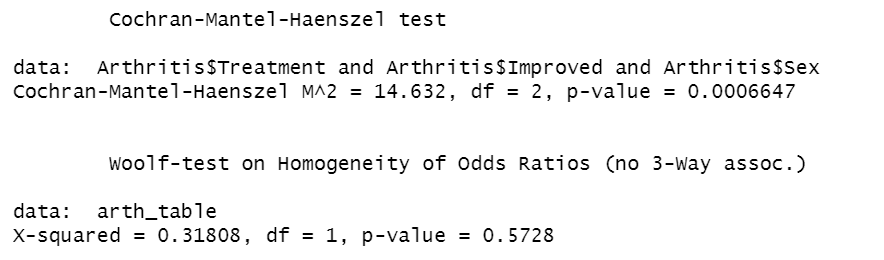 Cochran-Mantel-Haenszel test
data:  Arthritis$Treatment and Arthritis$Improved and Arthritis$Sex
Cochran-Mantel-Haenszel M^2 = 14.632, df = 2, p-value = 0.0006647
Woolf-test on Homogeneity of Odds Ratios (no 3-Way assoc.)
data:  arth_table
X-squared = 0.31808, df = 1, p-value = 0.5728